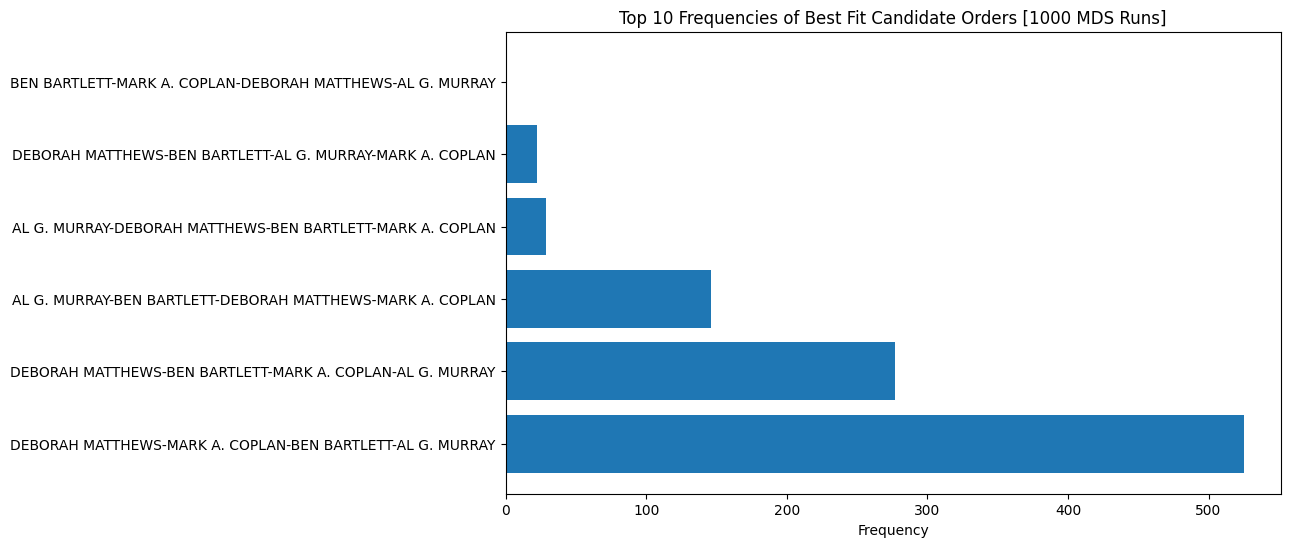 Top 10 Frequencies of Best Fit Candidate Orders [1000 MDS Runs]
BEN BARTLETT-MARK A. COPLAN-DEBORAH MATTHEWS-AL G. MURRAY
DEBORAH MATTHEWS-BEN BARTLETT-AL G. MURRAY-MARK A. COPLAN
AL G. MURRAY-DEBORAH MATTHEWS-BEN BARTLETT-MARK A. COPLAN
AL G. MURRAY-BEN BARTLETT-DEBORAH MATTHEWS-MARK A. COPLAN
DEBORAH MATTHEWS-BEN BARTLETT-MARK A. COPLAN-AL G. MURRAY
DEBORAH MATTHEWS-MARK A. COPLAN-BEN BARTLETT-AL G. MURRAY
0 100 200 300 400 500
Frequency